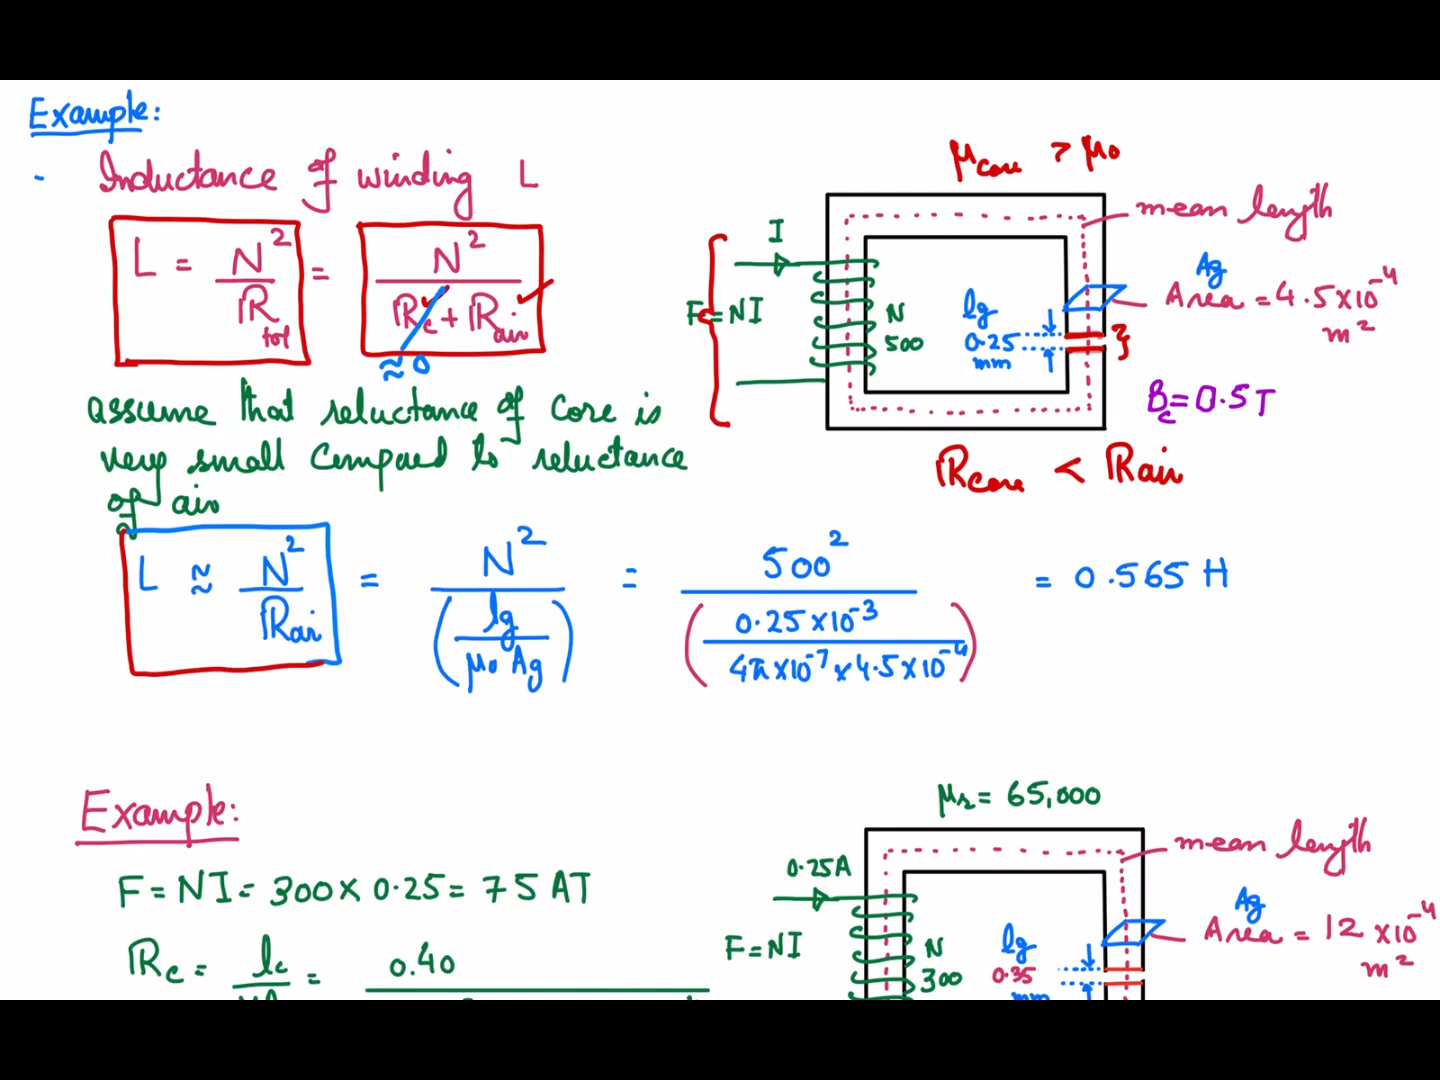 Example:
- Inductance of winding L
L = N² / ℝtot = N² / (ℝc + ℝair)
≈ 0
assume that reluctance of core is
very small compared to reluctance
of air
L ≈ N² / ℝair = N² / (lg / μ₀ Ag) = 500² / (0.25×10⁻³ / 4π×10⁻⁷ × 4.5×10⁻⁴) = 0.565 H
μcore > μ₀
mean length
I
F=NI
N
500
lg
0.25
mm
Ag
Area = 4.5×10⁻⁴
m²
Bc=0.5T
ℝcore < ℝair
Example:
F = NI = 300 × 0.25 = 75 AT
ℝc = lc / = 0.40
μr = 65,000
mean length
0.25A
F=NI
N
300
lg
0.35
mm
Ag
Area = 12 ×10⁻⁴
m²